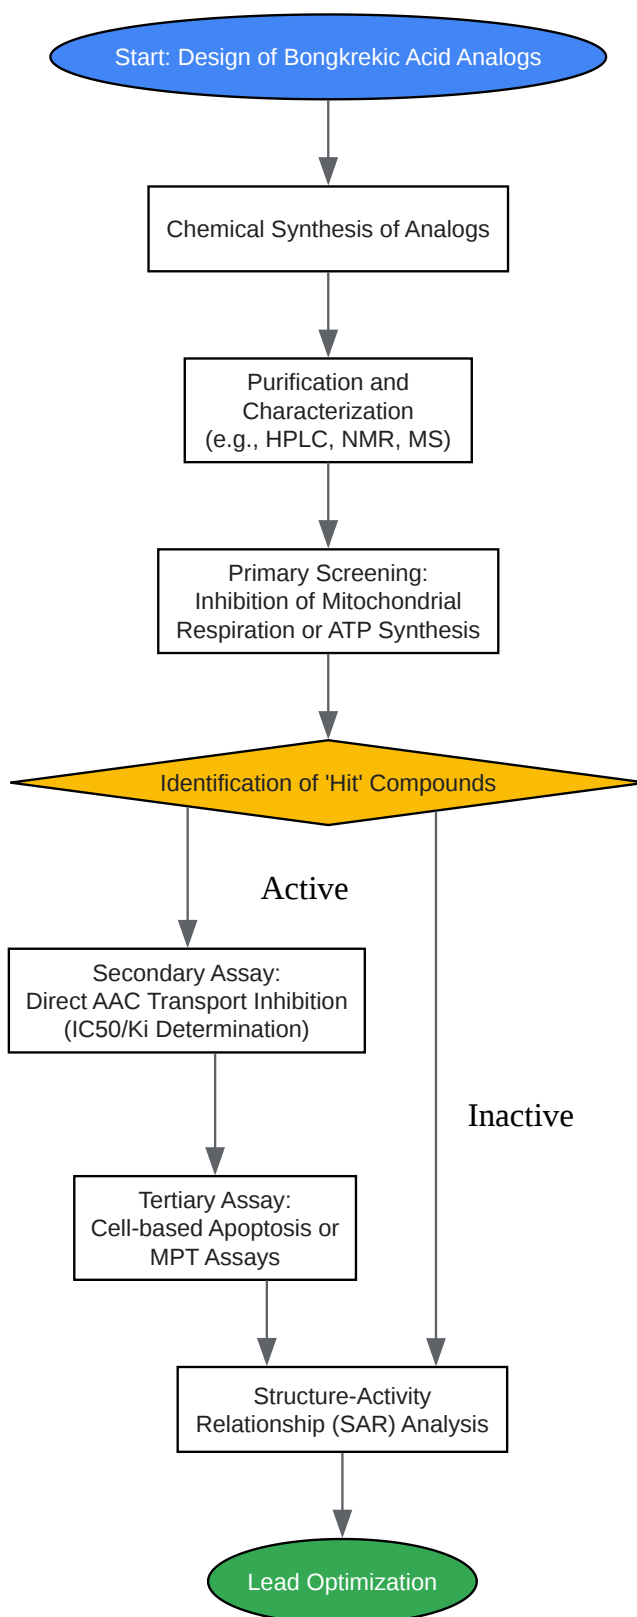 Start: Design of Bongkrekic Acid Analogs
Chemical Synthesis of Analogs
Purification and
Characterization
(e.g., HPLC, NMR, MS)
Primary Screening:
Inhibition of Mitochondrial
Respiration or ATP Synthesis
Identification of 'Hit' Compounds
Active
Secondary Assay:
Direct AAC Transport Inhibition
(IC50/Ki Determination)
Inactive
Tertiary Assay:
Cell-based Apoptosis or
MPT Assays
Structure-Activity
Relationship (SAR) Analysis
Lead Optimization